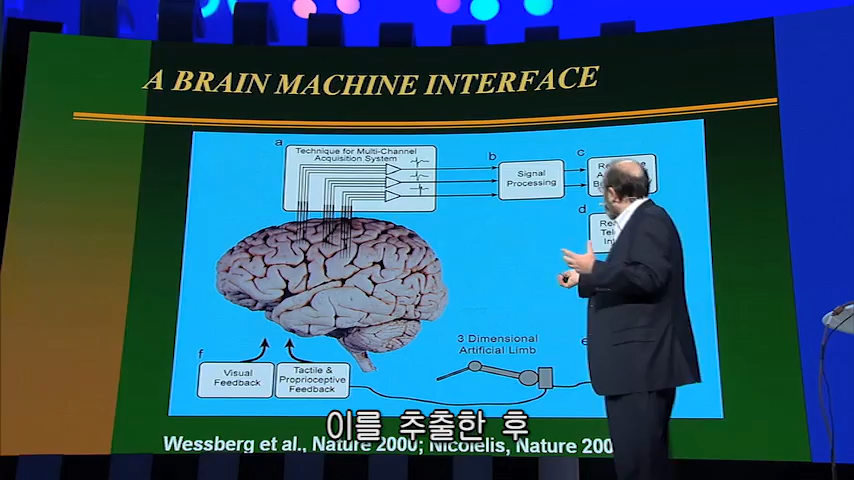 A BRAIN MACHINE INTERFACE
a
Technique for Multi-Channel
Acquisition System
b
Signal
Processing
c
d
3 Dimensional
Artificial Limb
e
f
Visual
Feedback
Tactile &
Proprioceptive
Feedback
이를 추출한 후
Wessberg et al., Nature 2000; Nicolelis, Nature